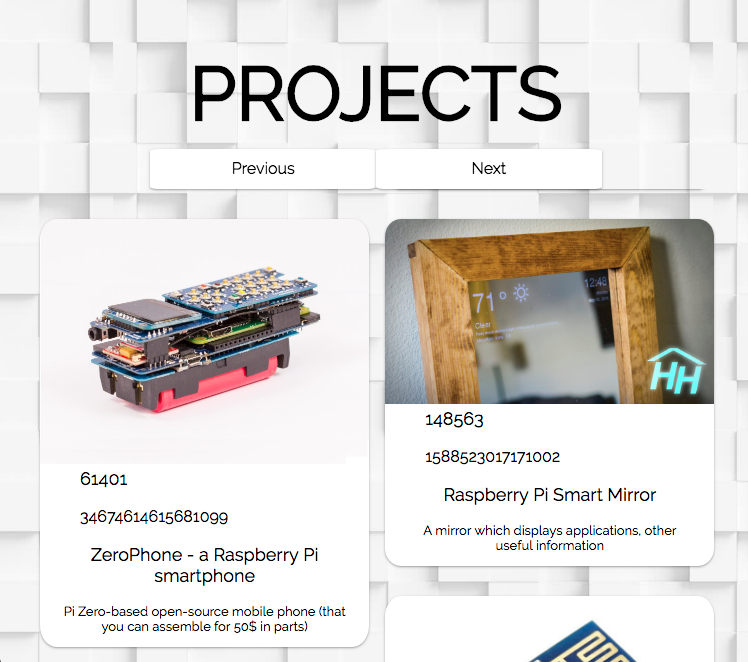 PROJECTS
Previous
Next
61401
34674614615681099
ZeroPhone - a Raspberry Pi
smartphone
Pi Zero-based open-source mobile phone (that
you can assemble for 50$ in parts)
71°
12:48
Clear
HH
148563
1588523017171002
Raspberry Pi Smart Mirror
A mirror which displays applications, other
useful information